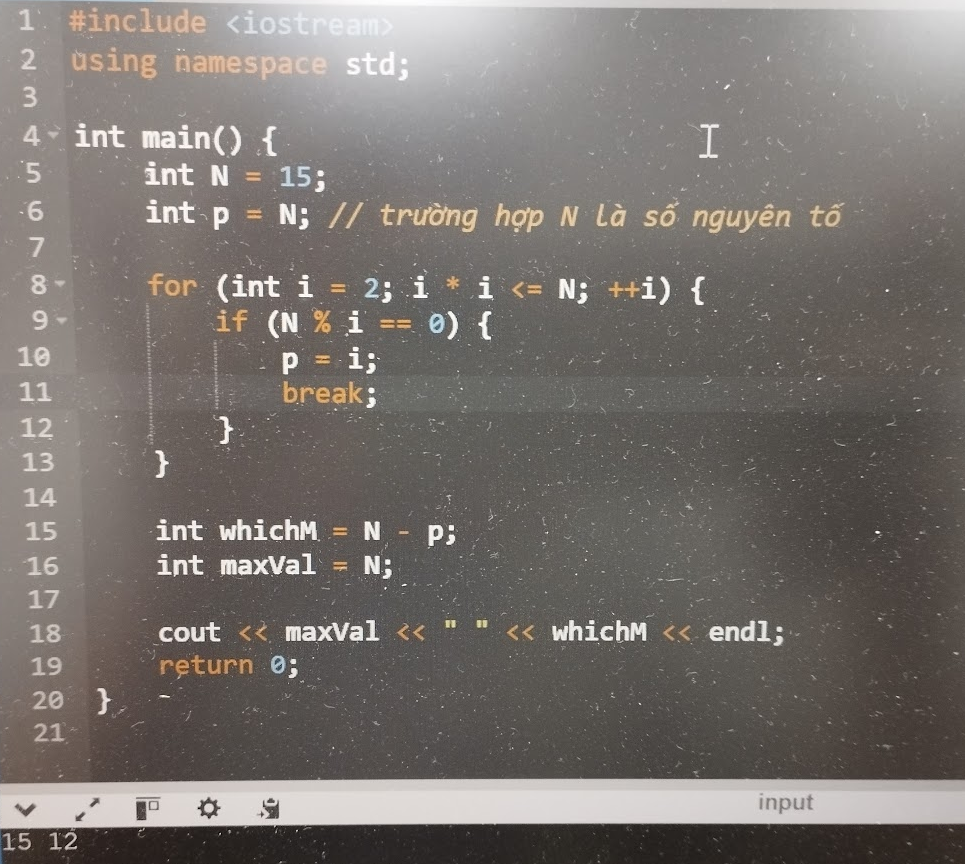 1 #include <iostream>
2 using namespace std;
3
4 int main() {
5 int N = 15;
6 int p = N; // trường hợp N là số nguyên tố
7
8 for (int i = 2; i * i <= N; ++i) {
9 if (N % i == 0) {
10 p = i;
11 break;
12 }
13 }
14
15 int whichM = N - p;
16 int maxVal = N;
17
18 cout << maxVal << " " << whichM << endl;
19 return 0;
20 }
21
input
15 12